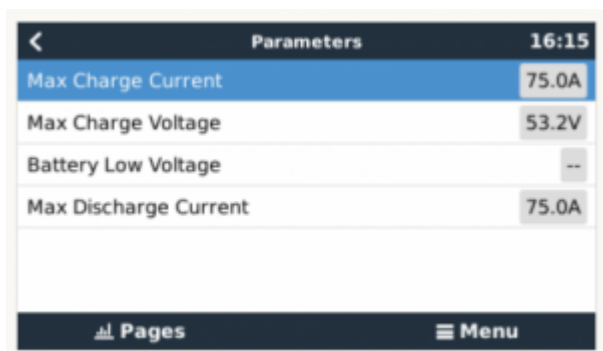 Parameters 16:15
Max Charge Current 75.0A
Max Charge Voltage 53.2V
Battery Low Voltage --
Max Discharge Current 75.0A
Pages Menu